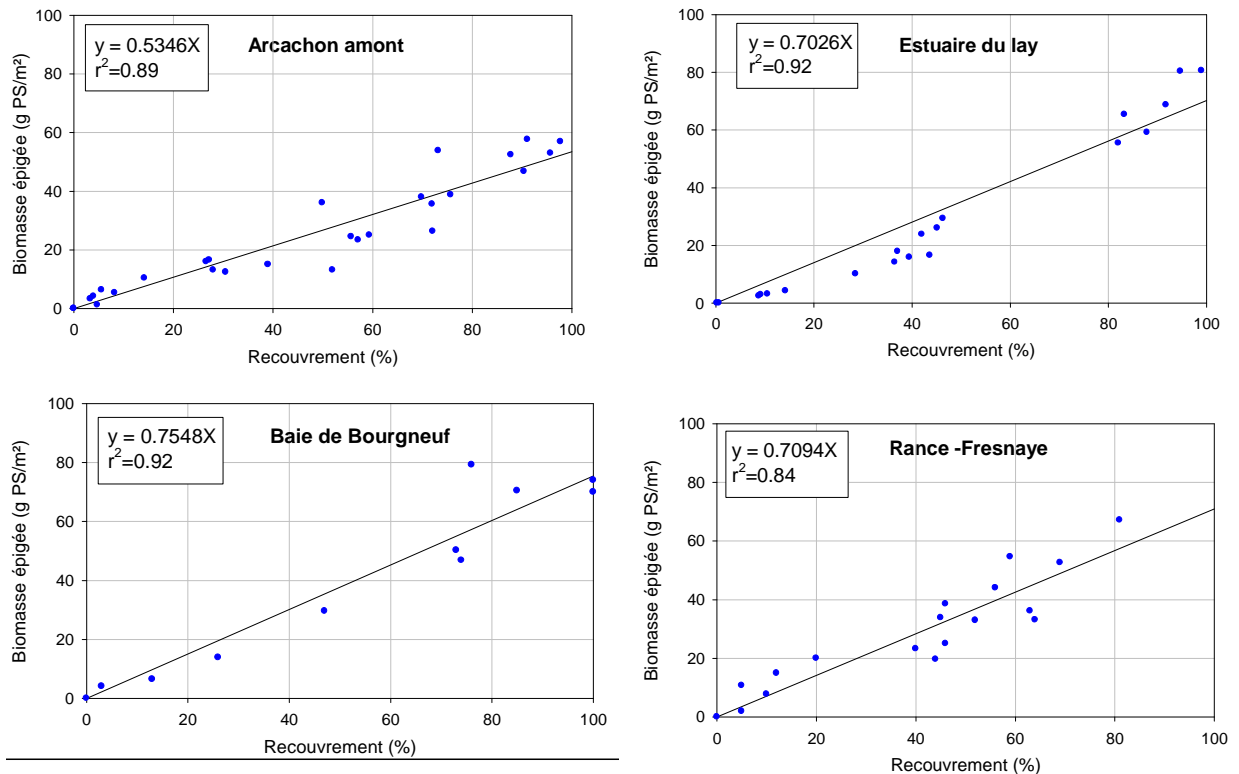 y = 0.5346X
r²=0.89
Arcachon amont
Biomasse épigée (g PS/m²)
100
80
60
40
20
0
0 20 40 60 80 100
Recouvrement (%)
y = 0.7026X
r²=0.92
Estuaire du lay
Biomasse épigée (g PS/m²)
100
80
60
40
20
0
0 20 40 60 80 100
Recouvrement (%)
y = 0.7548X
r²=0.92
Baie de Bourgneuf
Biomasse épigée (g PS/m²)
100
80
60
40
20
0
0 20 40 60 80 100
Recouvrement (%)
y = 0.7094X
r²=0.84
Rance -Fresnaye
Biomasse épigée (g PS/m²)
100
80
60
40
20
0
0 20 40 60 80 100
Recouvrement (%)